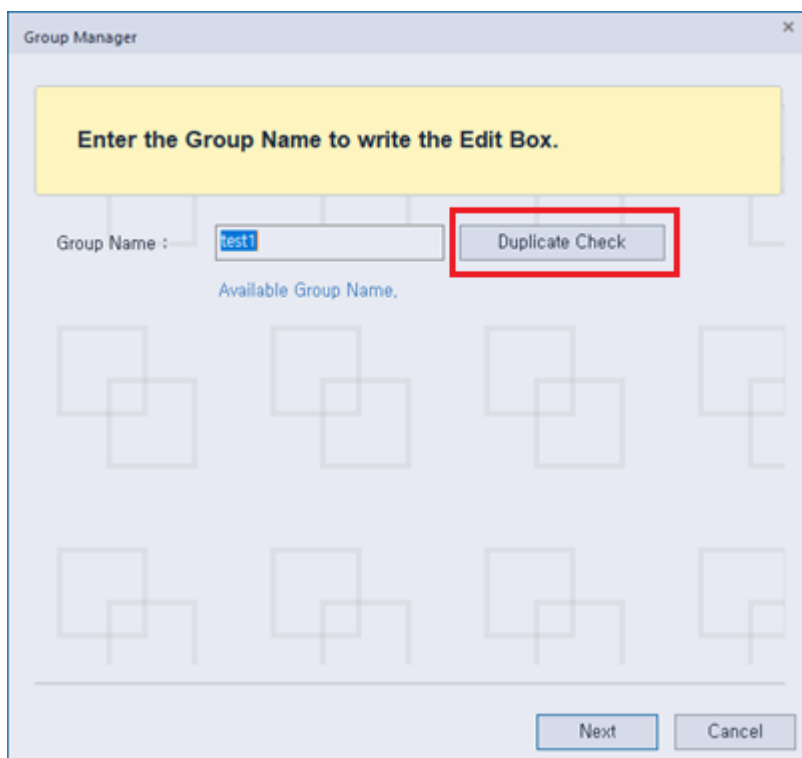 Group Manager
Enter the Group Name to write the Edit Box.
Group Name :
test1
Duplicate Check
Available Group Name,
Next
Cancel